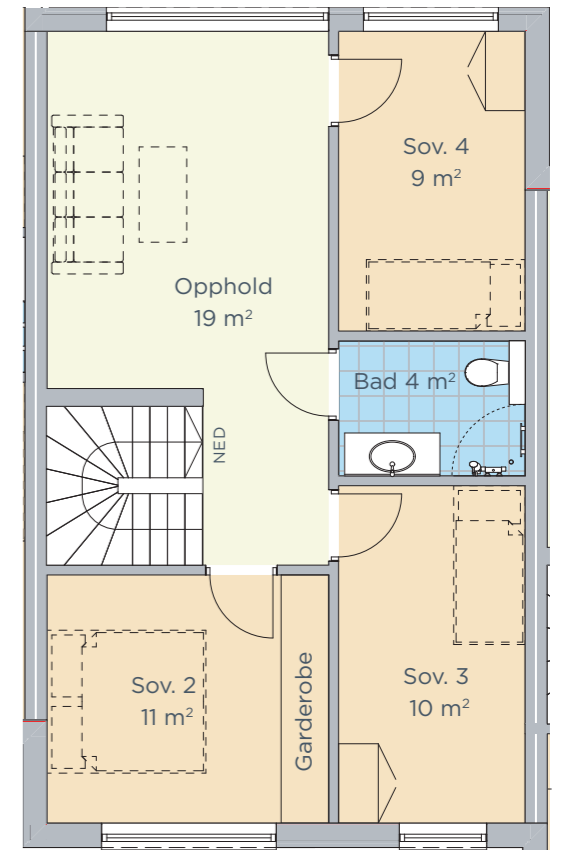 Sov. 4
9 m²
Opphold
19 m²
Bad 4 m²
NED
Sov. 2
11 m²
Garderobe
Sov. 3
10 m²